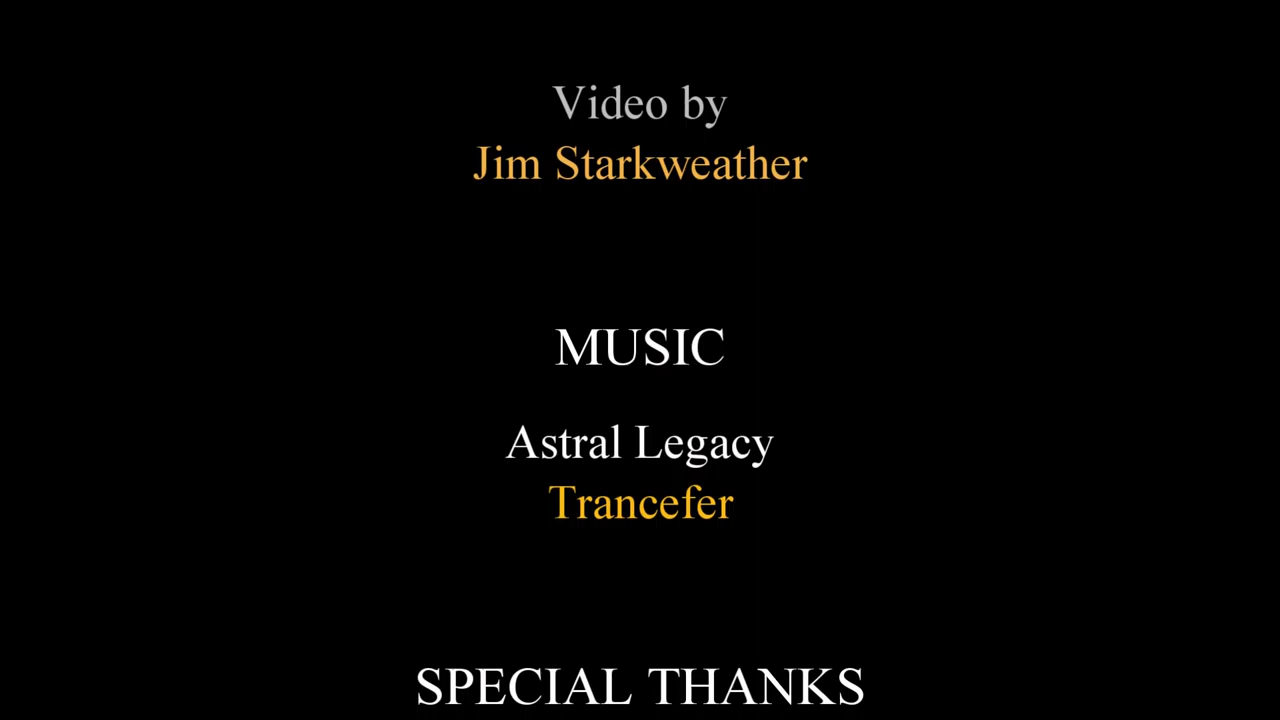 Video by
Jim Starkweather
MUSIC
Astral Legacy
Trancefer
SPECIAL THANKS